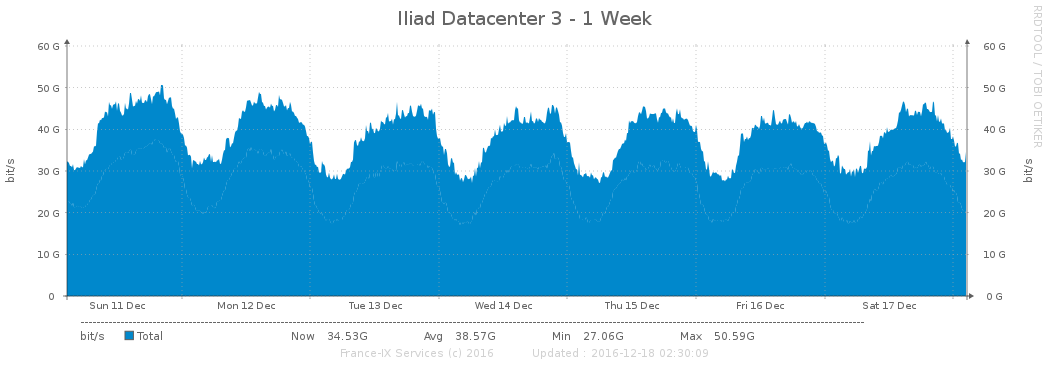 Iliad Datacenter 3 - 1 Week
RRDTOOL / TOBI OETIKER
60 G 60 G
50 G 50 G
40 G 40 G
30 G 30 G
20 G 20 G
10 G 10 G
0 0 G
bit/s bit/s
Sun 11 Dec Mon 12 Dec Tue 13 Dec Wed 14 Dec Thu 15 Dec Fri 16 Dec Sat 17 Dec
bit/s Total Now 34.53G Avg 38.57G Min 27.06G Max 50.59G
France-IX Services (c) 2016 Updated : 2016-12-18 02:30:09